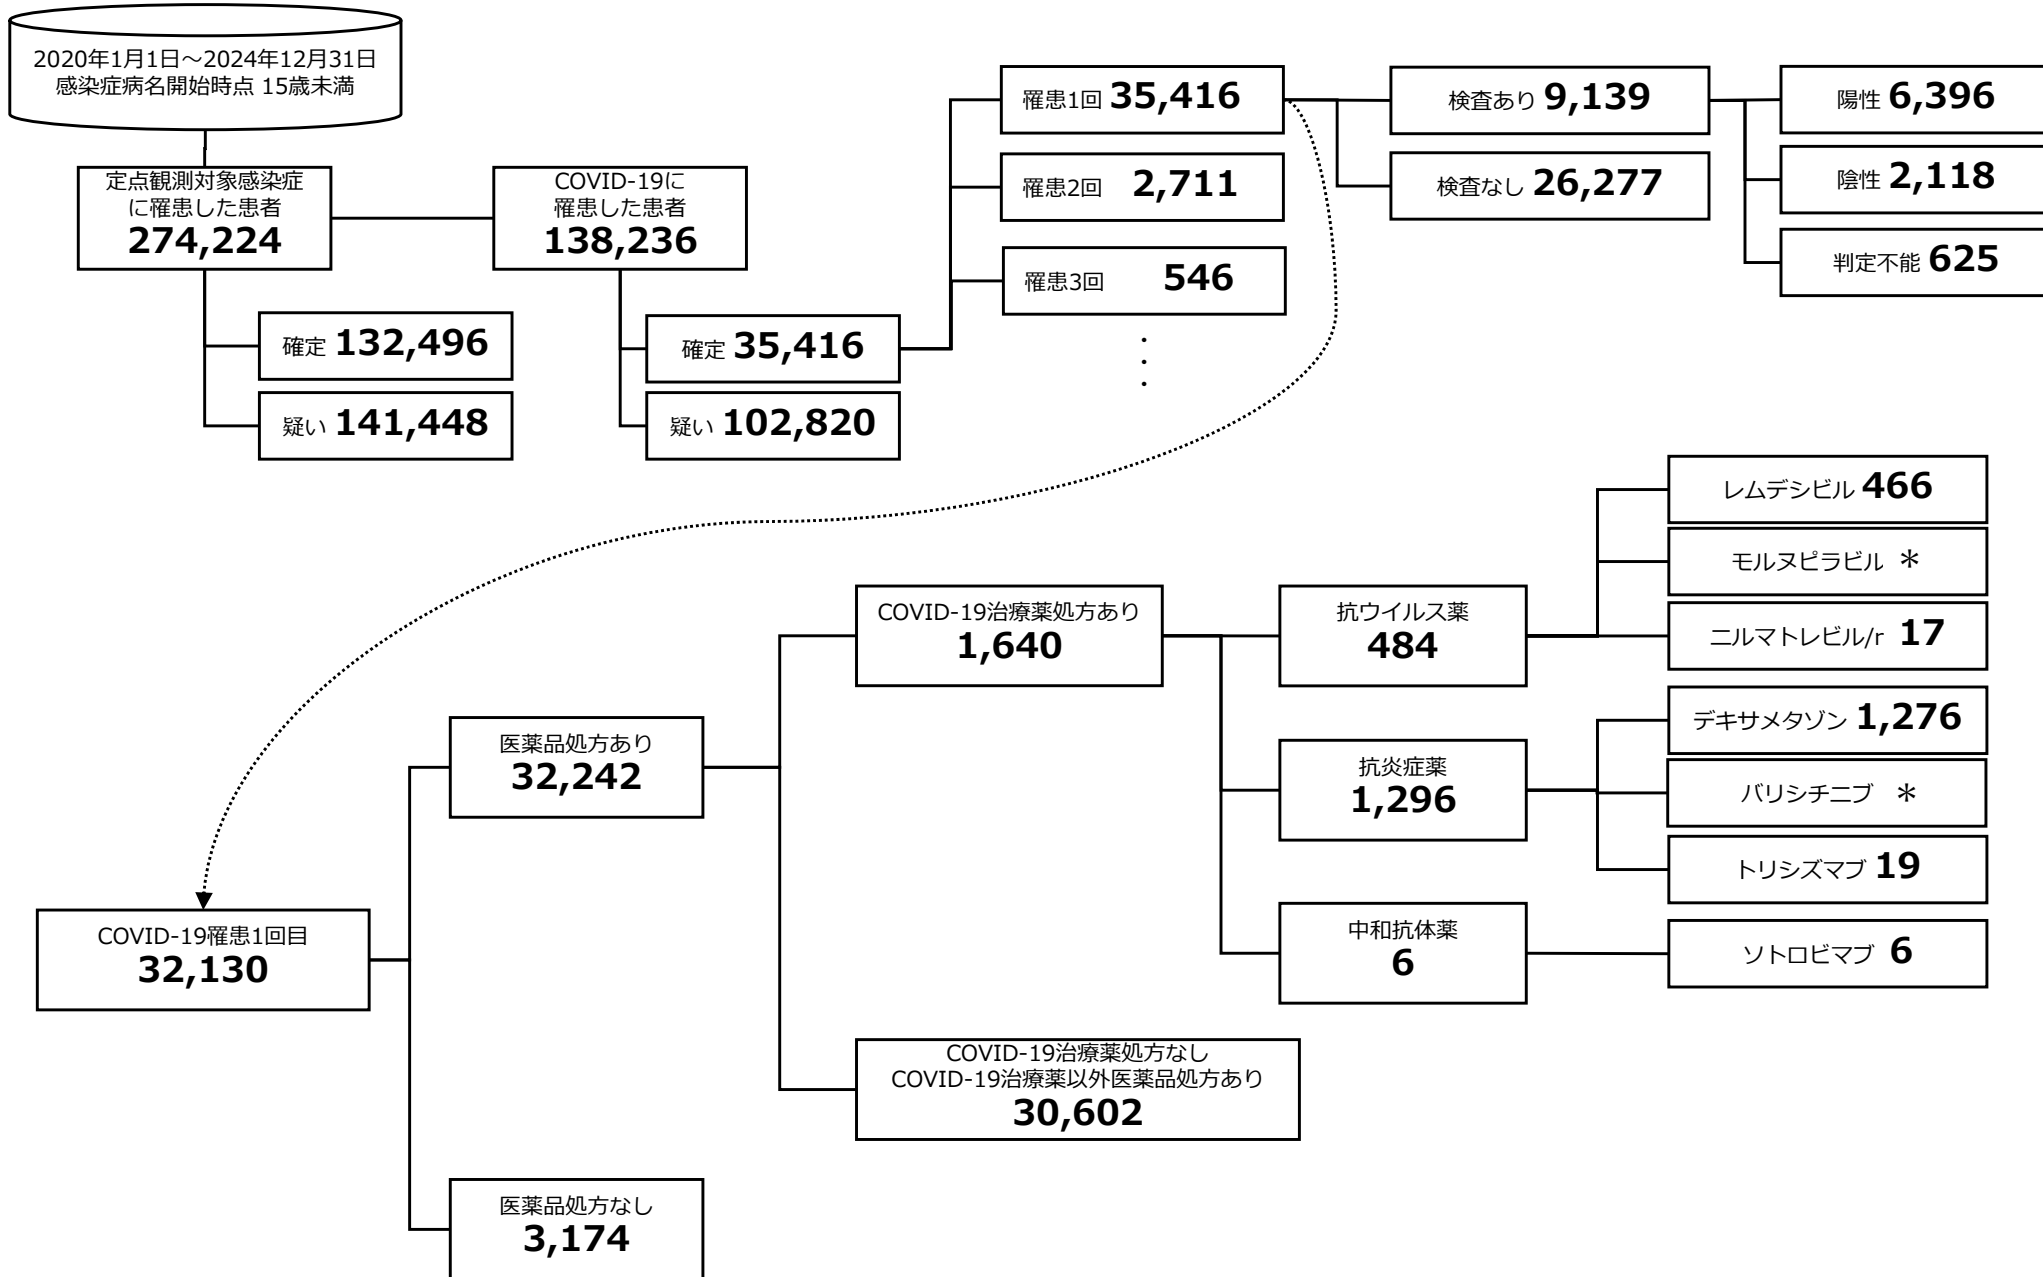 2020年1月1日～2024年12月31日
感染症病名開始時点 15歳未満
定点観測対象感染症
に罹患した患者
274,224
確定 132,496
疑い 141,448
COVID-19に
罹患した患者
138,236
確定 35,416
疑い 102,820
罹患1回 35,416
罹患2回 2,711
罹患3回 546
・
・
・
検査あり 9,139
検査なし 26,277
陽性 6,396
陰性 2,118
判定不能 625
COVID-19罹患1回目
32,130
医薬品処方あり
32,242
医薬品処方なし
3,174
COVID-19治療薬処方あり
1,640
COVID-19治療薬処方なし
COVID-19治療薬以外医薬品処方あり
30,602
抗ウイルス薬
484
抗炎症薬
1,296
中和抗体薬
6
レムデシビル 466
モルヌピラビル ＊
ニルマトレビル/r 17
デキサメタゾン 1,276
バリシチニブ ＊
トリシズマブ 19
ソトロビマブ 6